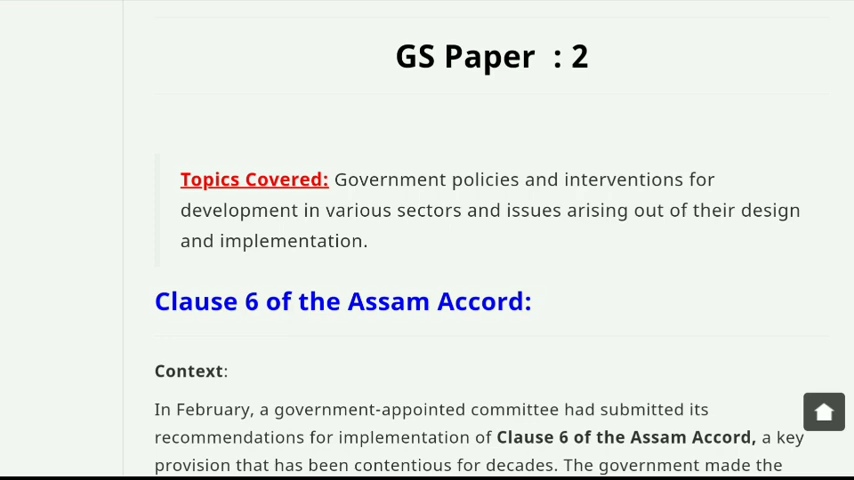 GS Paper : 2
Topics Covered: Government policies and interventions for
development in various sectors and issues arising out of their design
and implementation.
Clause 6 of the Assam Accord:
Context:
In February, a government-appointed committee had submitted its
recommendations for implementation of Clause 6 of the Assam Accord, a key
provision that has been contentious for decades. The government made the